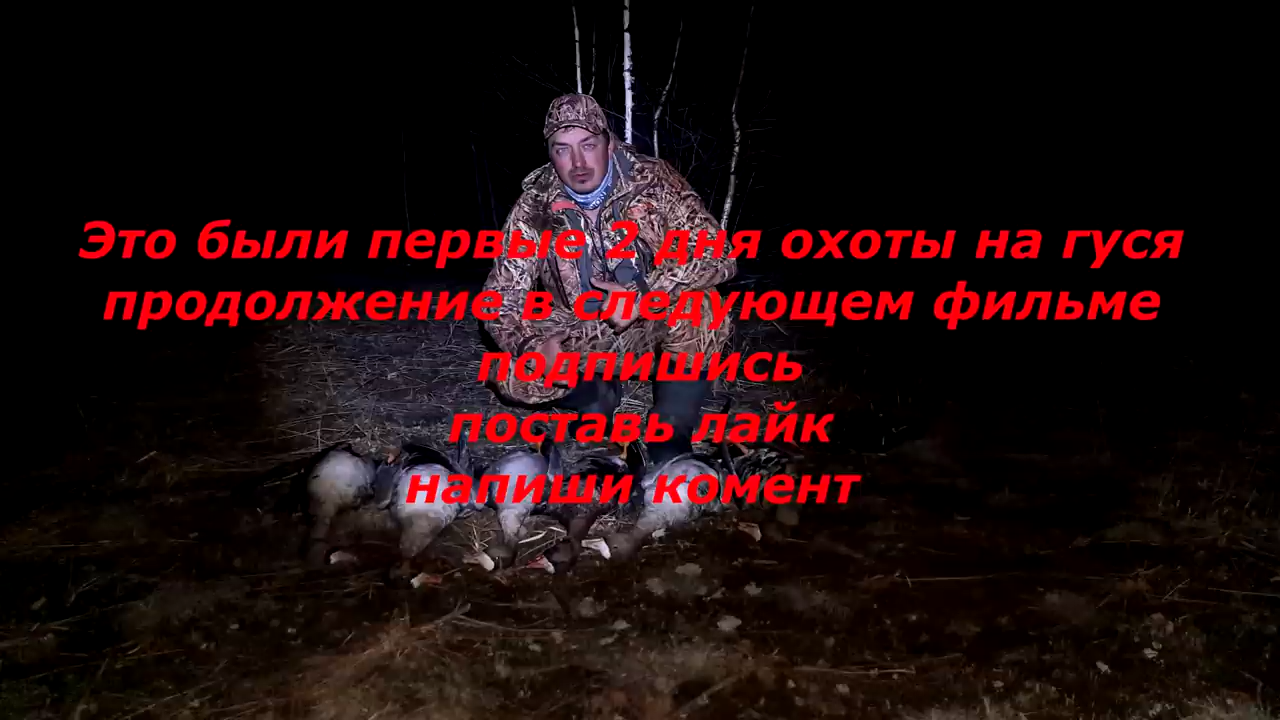 Это были первые 2 дня охоты на гуся
продолжение в следующем фильме
подпишись
поставь лайк
напиши комент